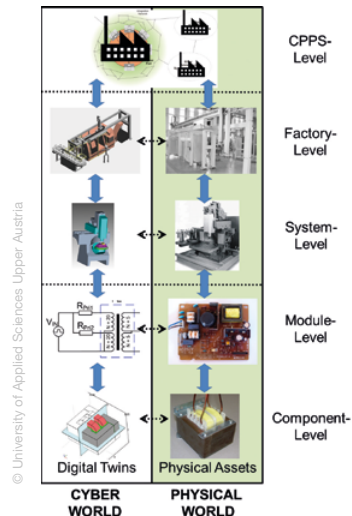 CPPS-
Level
Factory-
Level
System-
Level
Module-
Level
Component-
Level
Digital Twins
Physical Assets
CYBER
WORLD
PHYSICAL
WORLD
© University of Applied Sciences Upper Austria